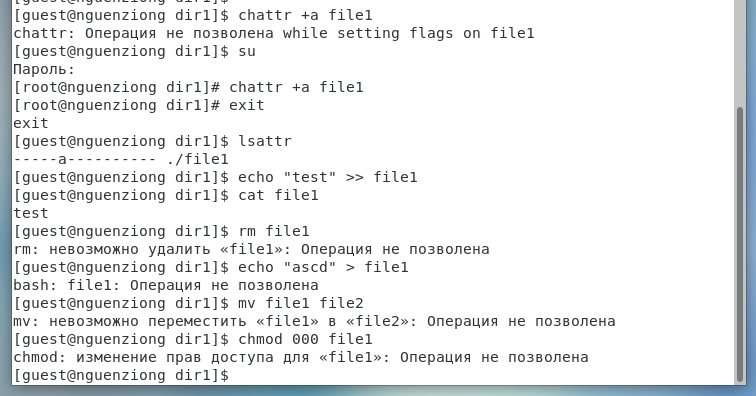 [guest@nguenziong dir1]$
[guest@nguenziong dir1]$ chattr +a file1
chattr: Операция не позволена while setting flags on file1
[guest@nguenziong dir1]$ su
Пароль:
[root@nguenziong dir1]# chattr +a file1
[root@nguenziong dir1]# exit
exit
[guest@nguenziong dir1]$ lsattr
-----a---------- ./file1
[guest@nguenziong dir1]$ echo "test" >> file1
[guest@nguenziong dir1]$ cat file1
test
[guest@nguenziong dir1]$ rm file1
rm: невозможно удалить «file1»: Операция не позволена
[guest@nguenziong dir1]$ echo "ascd" > file1
bash: file1: Операция не позволена
[guest@nguenziong dir1]$ mv file1 file2
mv: невозможно переместить «file1» в «file2»: Операция не позволена
[guest@nguenziong dir1]$ chmod 000 file1
chmod: изменение прав доступа для «file1»: Операция не позволена
[guest@nguenziong dir1]$